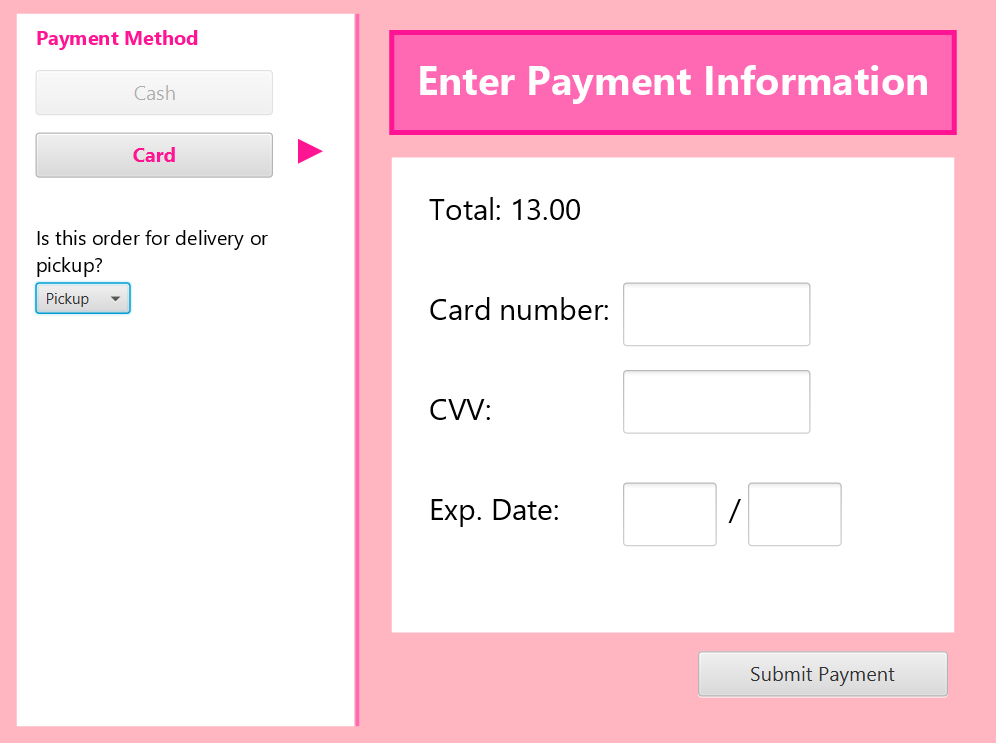 Payment Method
Cash
Card
Is this order for delivery or
pickup?
Pickup
Enter Payment Information
Total: 13.00
Card number:
CVV:
Exp. Date:
/
Submit Payment